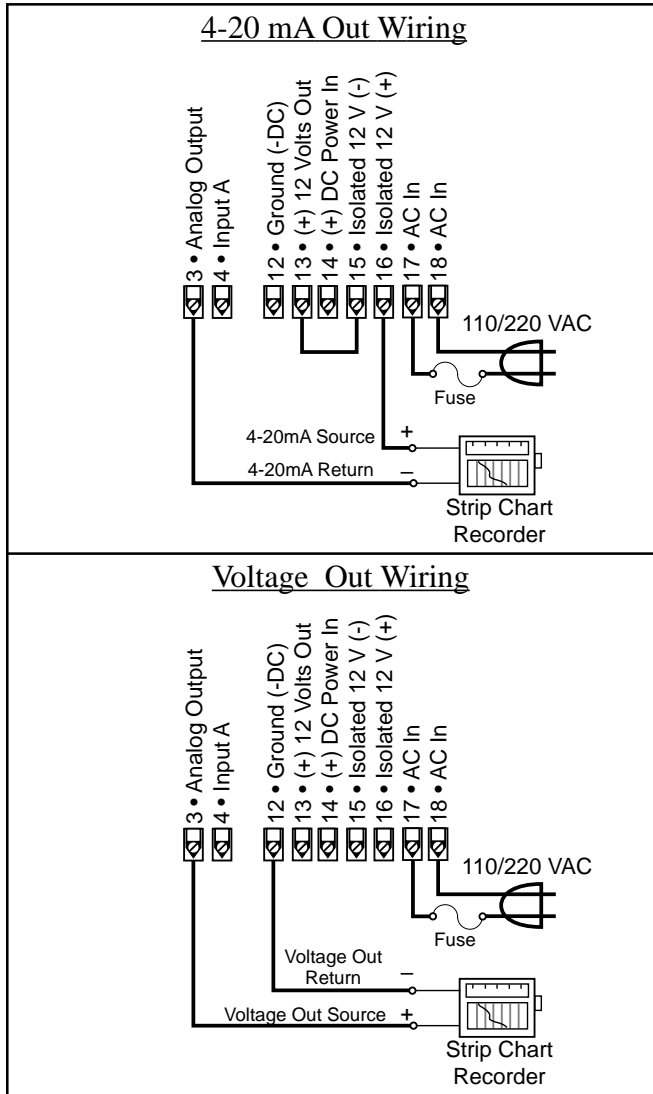 4-20 mA Out Wiring
3 • Analog Output
4 • Input A
12 • Ground (-DC)
13 • (+) 12 Volts Out
14 • (+) DC Power In
15 • Isolated 12 V (-)
16 • Isolated 12 V (+)
17 • AC In
18 • AC In
110/220 VAC
Fuse
4-20mA Source +
4-20mA Return –
Strip Chart
Recorder
Voltage Out Wiring
3 • Analog Output
4 • Input A
12 • Ground (-DC)
13 • (+) 12 Volts Out
14 • (+) DC Power In
15 • Isolated 12 V (-)
16 • Isolated 12 V (+)
17 • AC In
18 • AC In
110/220 VAC
Fuse
Voltage Out
Return –
Voltage Out Source +
Strip Chart
Recorder